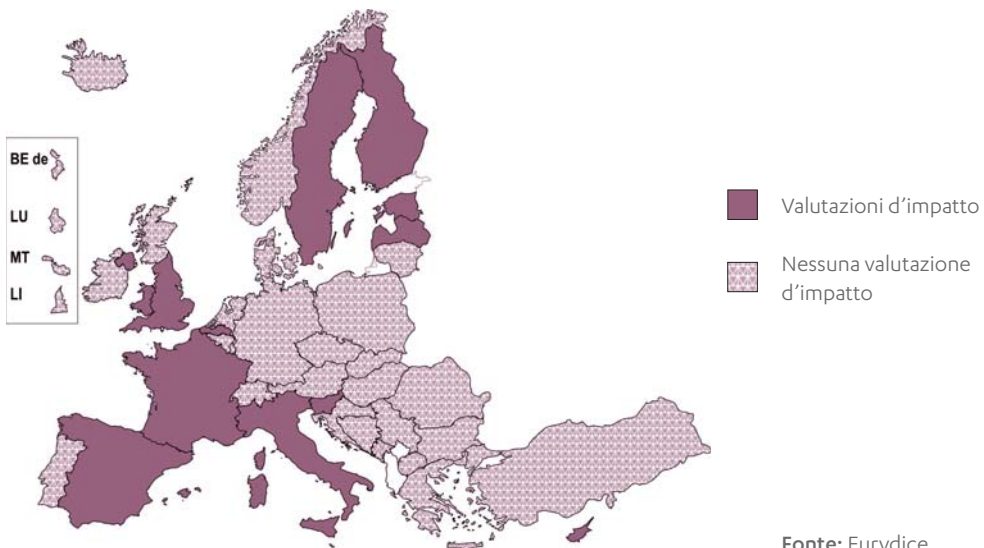 BE de
LU
MT
LI
Valutazioni d'impatto
Nessuna valutazione
d'impatto
Fonte: Eurydice